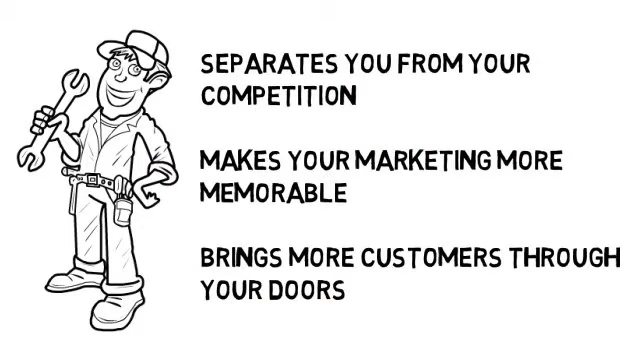 SEPARATES YOU FROM YOUR
COMPETITION
MAKES YOUR MARKETING MORE
MEMORABLE
BRINGS MORE CUSTOMERS THROUGH
YOUR DOORS